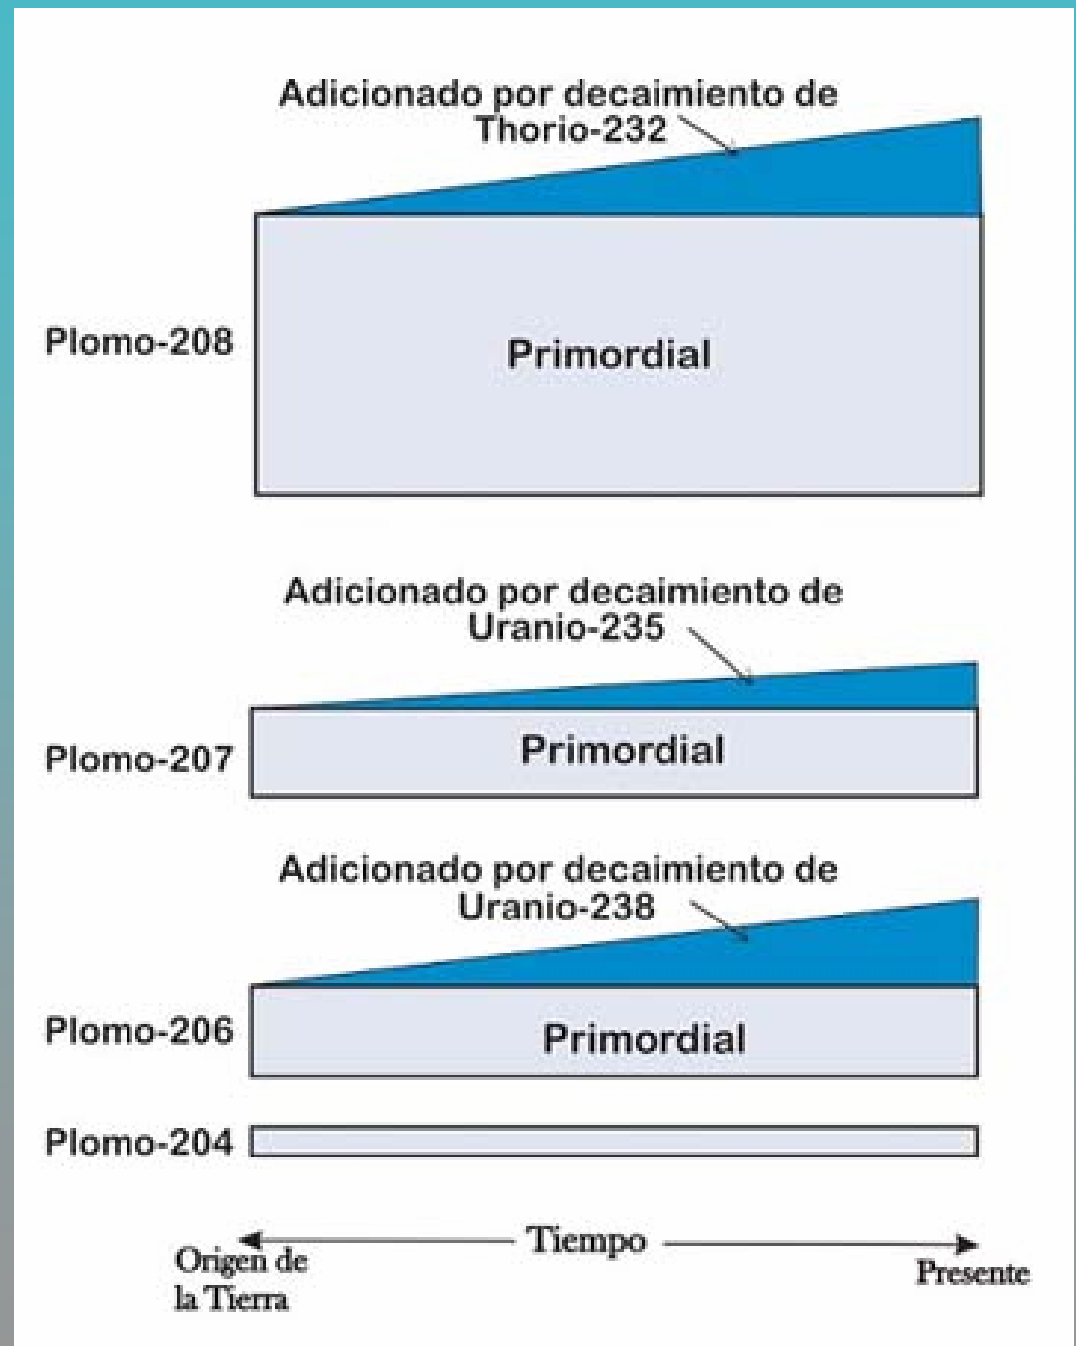 Adicionado por decaimiento de
Thorio-232
Plomo-208
Primordial
Adicionado por decaimiento de
Uranio-235
Plomo-207
Primordial
Adicionado por decaimiento de
Uranio-238
Plomo-206
Primordial
Plomo-204
Tiempo
Origen de
la Tierra
Presente